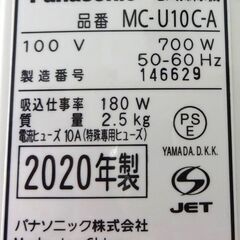 Panasonic
品番 MC-U10C-A
100 V 700 W
50-60 Hz
製造番号 146629
吸込仕事率 180 W
質量 2.5 kg
電流ヒューズ 10A (特殊専用ヒューズ)
PS
E
YAMADA.D.K.K.
2020年製
S
JET
パナソニック株式会社